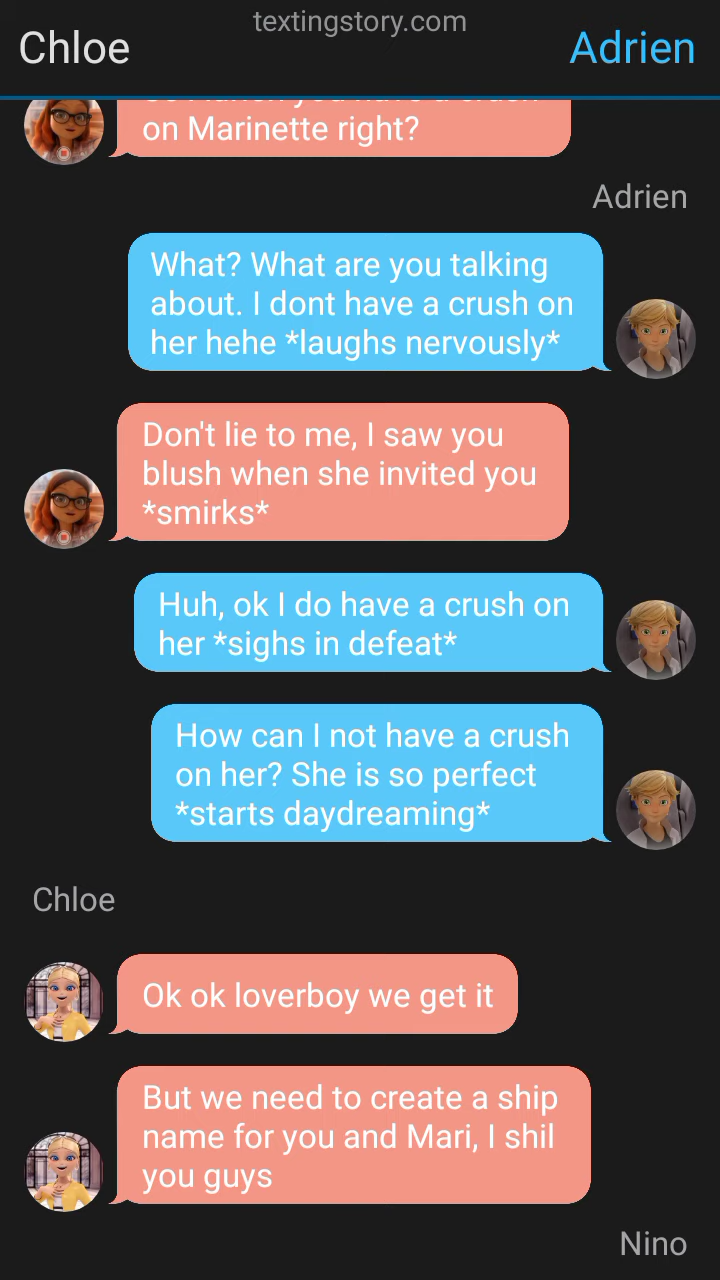 textingstory.com
Chloe
Adrien
on Marinette right?
Adrien
What? What are you talking
about. I dont have a crush on
her hehe *laughs nervously*
Don't lie to me, I saw you
blush when she invited you
*smirks*
Huh, ok I do have a crush on
her *sighs in defeat*
How can I not have a crush
on her? She is so perfect
*starts daydreaming*
Chloe
Ok ok loverboy we get it
But we need to create a ship
name for you and Mari, I shil
you guys
Nino